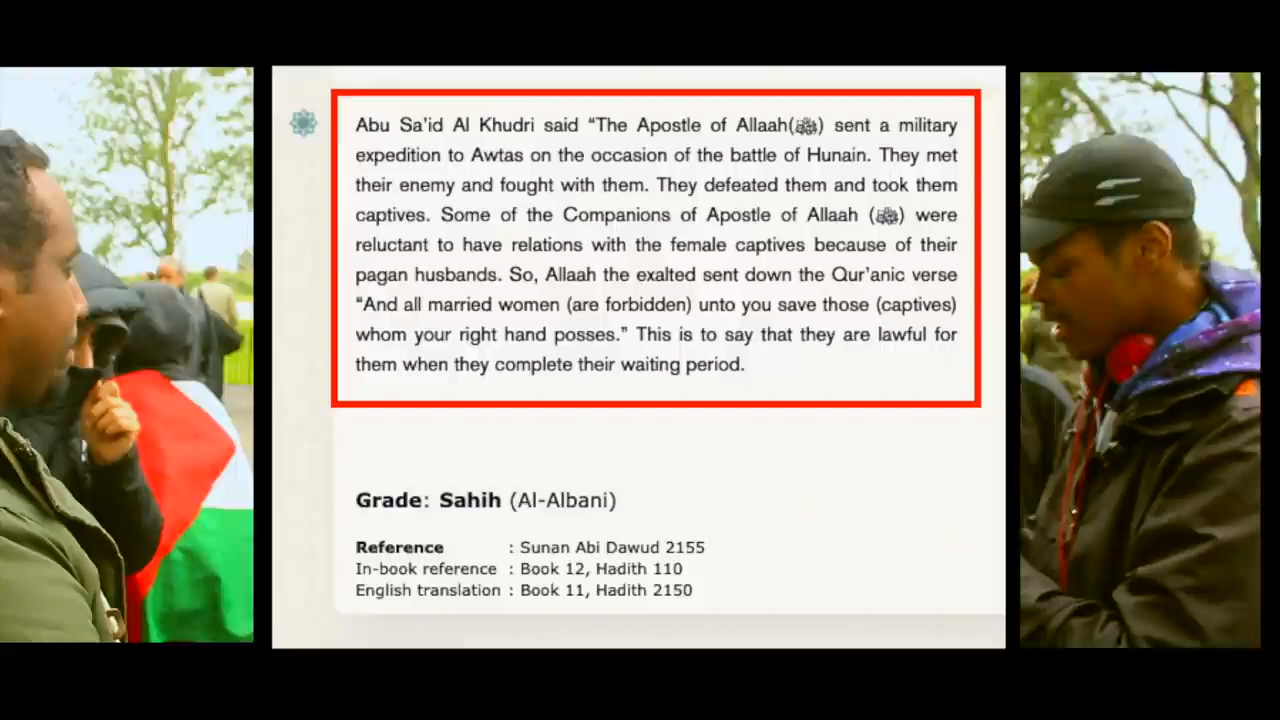 Abu Sa'id Al Khudri said "The Apostle of Allaah(ﷺ) sent a military
expedition to Awtas on the occasion of the battle of Hunain. They met
their enemy and fought with them. They defeated them and took them
captives. Some of the Companions of Apostle of Allaah (ﷺ) were
reluctant to have relations with the female captives because of their
pagan husbands. So, Allaah the exalted sent down the Qur'anic verse
"And all married women (are forbidden) unto you save those (captives)
whom your right hand posses." This is to say that they are lawful for
them when they complete their waiting period.
Grade: Sahih (Al-Albani)
Reference : Sunan Abi Dawud 2155
In-book reference : Book 12, Hadith 110
English translation : Book 11, Hadith 2150